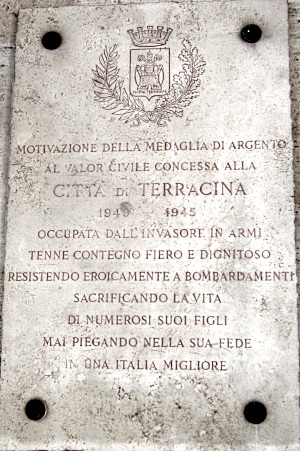 MOTIVAZIONE DELLA MEDAGLIA DI ARGENTO
AL VALOR CIVILE CONCESSA ALLA
CITTÀ DI TERRACINA
1940 1945
OCCUPATA DALL'INVASORE IN ARMI
TENNE CONTEGNO FIERO E DIGNITOSO
RESISTENDO EROICAMENTE A BOMBARDAMENTI
SACRIFICANDO LA VITA
DI NUMEROSI SUOI FIGLI
MAI PIEGANDO NELLA SUA FEDE
IN UNA ITALIA MIGLIORE